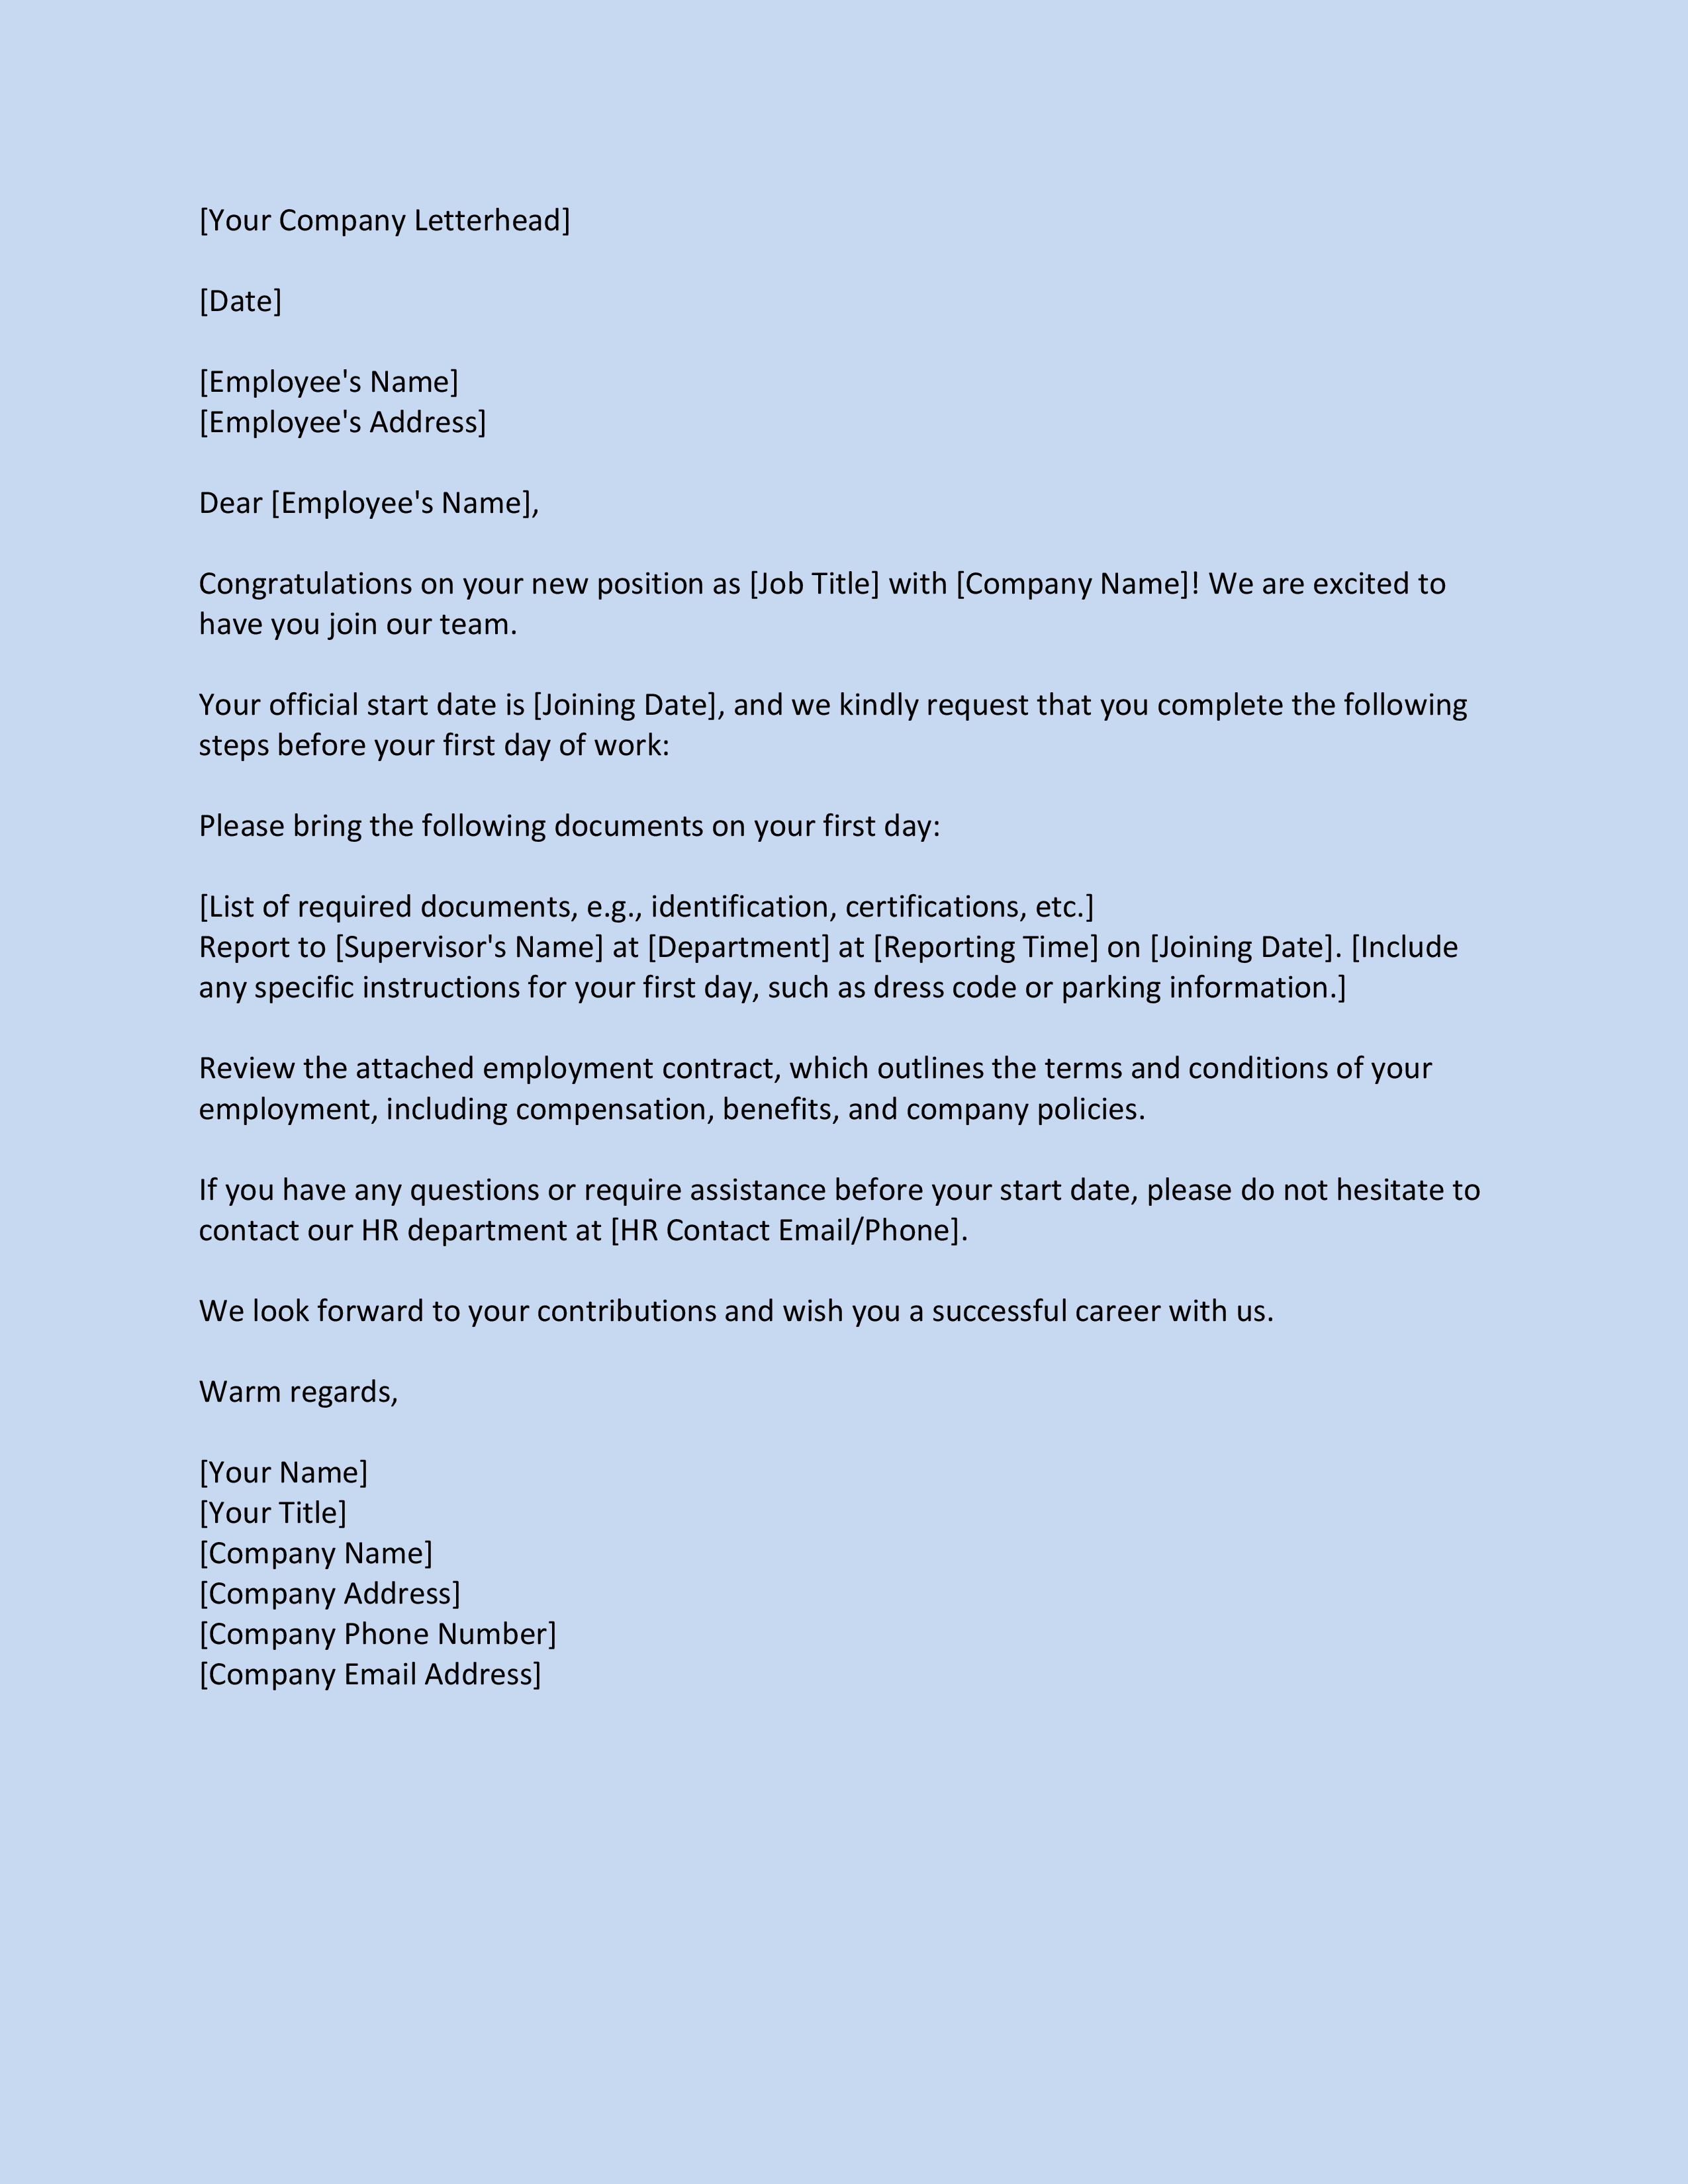 [Your Company Letterhead]
[Date]
[Employee's Name]
[Employee's Address]
Dear [Employee's Name],
Congratulations on your new position as [Job Title] with [Company Name]! We are excited to
have you join our team.
Your official start date is [Joining Date], and we kindly request that you complete the following
steps before your first day of work:
Please bring the following documents on your first day:
[List of required documents, e.g., identification, certifications, etc.]
Report to [Supervisor's Name] at [Department] at [Reporting Time] on [Joining Date]. [Include
any specific instructions for your first day, such as dress code or parking information.]
Review the attached employment contract, which outlines the terms and conditions of your
employment, including compensation, benefits, and company policies.
If you have any questions or require assistance before your start date, please do not hesitate to
contact our HR department at [HR Contact Email/Phone].
We look forward to your contributions and wish you a successful career with us.
Warm regards,
[Your Name]
[Your Title]
[Company Name]
[Company Address]
[Company Phone Number]
[Company Email Address]